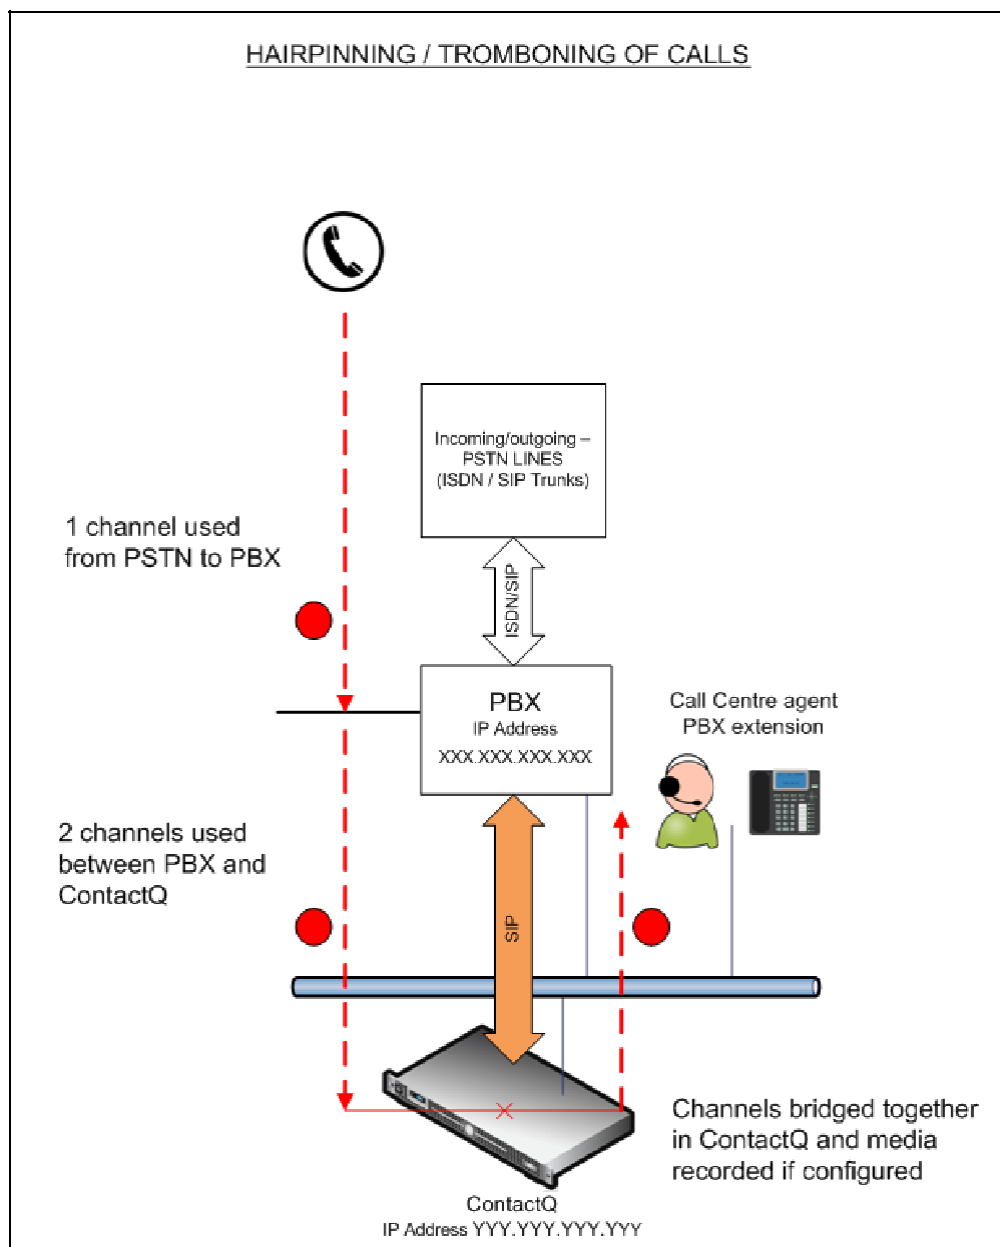 HAIRPINNING / TROMBONING OF CALLS
Incoming/outgoing –
PSTN LINES
(ISDN / SIP Trunks)
1 channel used
from PSTN to PBX
ISDN/SIP
PBX
IP Address
XXX.XXX.XXX.XXX
Call Centre agent
PBX extension
2 channels used
between PBX and
ContactQ
SIP
Channels bridged together
in ContactQ and media
recorded if configured
ContactQ
IP Address YYY.YYY.YYY.YYY